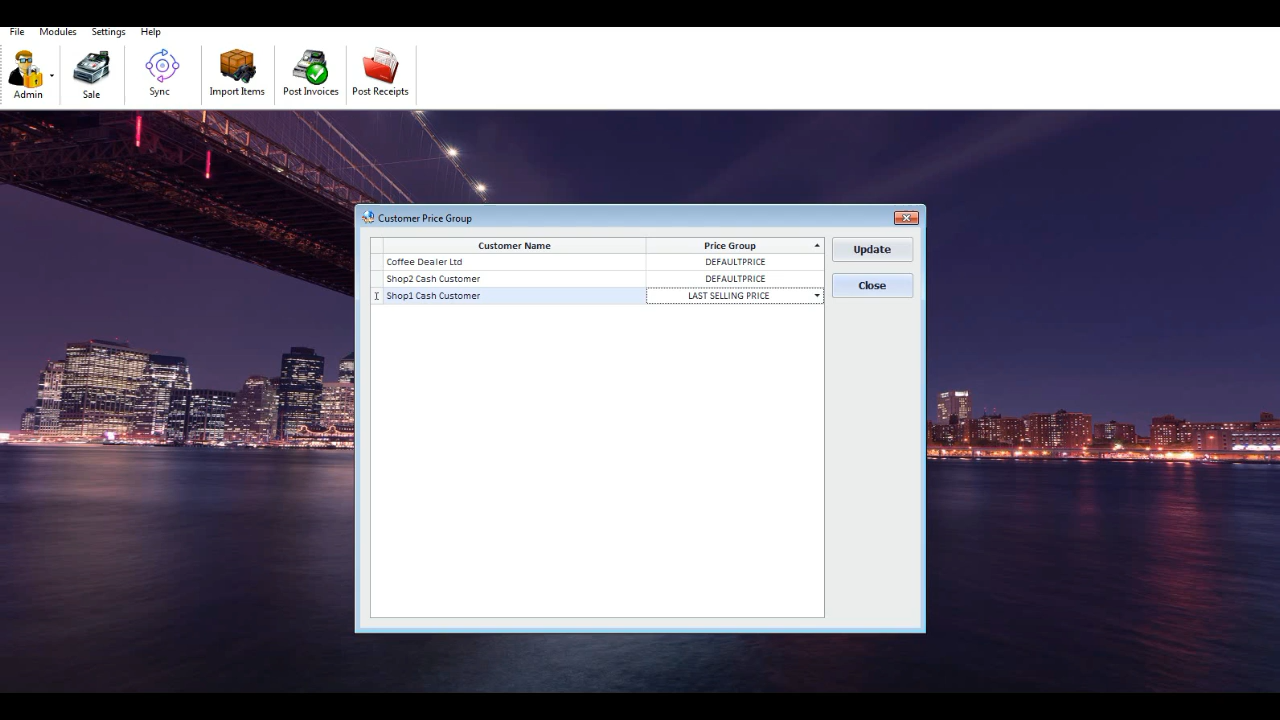 File Modules Settings Help
Admin Sale Sync Import Items Post Invoices Post Receipts
Customer Price Group
Customer Name Price Group
Update
Coffee Dealer Ltd DEFAULTPRICE
Shop2 Cash Customer DEFAULTPRICE
Close
Shop1 Cash Customer LAST SELLING PRICE